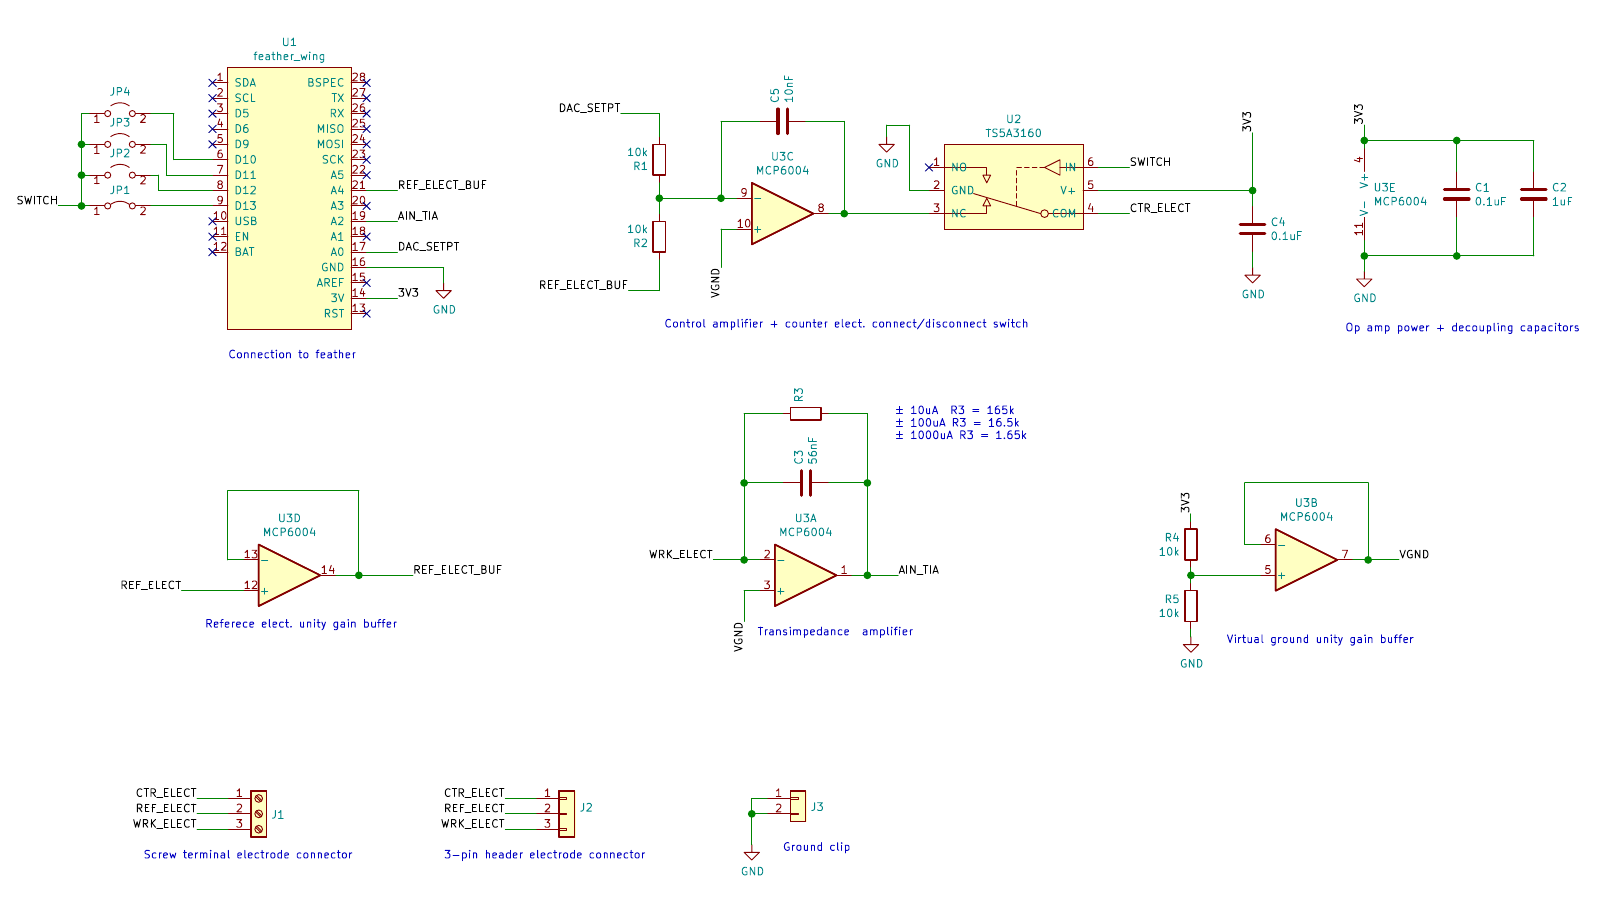 U1
feather_wing
1 SDA BSPEC 28
2 SCL TX 27
3 D5 RX 26
4 D6 MISO 25
5 D9 MOSI 24
6 D10 SCK 23
7 D11 A5 22
8 D12 A4 21 REF_ELECT_BUF
9 D13 A3 20
10 USB A2 19 AIN_TIA
11 EN A1 18
12 BAT A0 17 DAC_SETPT
GND 16
AREF 15
3V 14 3V3
RST 13
GND
SWITCH
JP4
1 2
JP3
1 2
JP2
1 2
JP1
1 2
Connection to feather
DAC_SETPT
10k
R1
10k
R2
REF_ELECT_BUF
C5
10nF
U3C
MCP6004
9 −
10 +
8
VGND
GND
U2
TS5A3160
1 NO IN 6 SWITCH
2 GND V+ 5
3 NC COM 4 CTR_ELECT
3V3
C4
0.1uF
GND
Control amplifier + counter elect. connect/disconnect switch
3V3
4 V+
U3E
MCP6004
11 V−
C1
0.1uF
C2
1uF
GND
Op amp power + decoupling capacitors
U3D
MCP6004
13 −
12 +
14
REF_ELECT
REF_ELECT_BUF
Referece elect. unity gain buffer
R3
C3
56nF
± 10uA R3 = 165k
± 100uA R3 = 16.5k
± 1000uA R3 = 1.65k
U3A
MCP6004
WRK_ELECT
2 −
3 +
1
AIN_TIA
VGND
Transimpedance amplifier
3V3
R4
10k
R5
10k
GND
U3B
MCP6004
6 −
5 +
7
VGND
Virtual ground unity gain buffer
CTR_ELECT 1
REF_ELECT 2
WRK_ELECT 3
J1
Screw terminal electrode connector
CTR_ELECT 1
REF_ELECT 2
WRK_ELECT 3
J2
3-pin header electrode connector
1
2
J3
GND
Ground clip